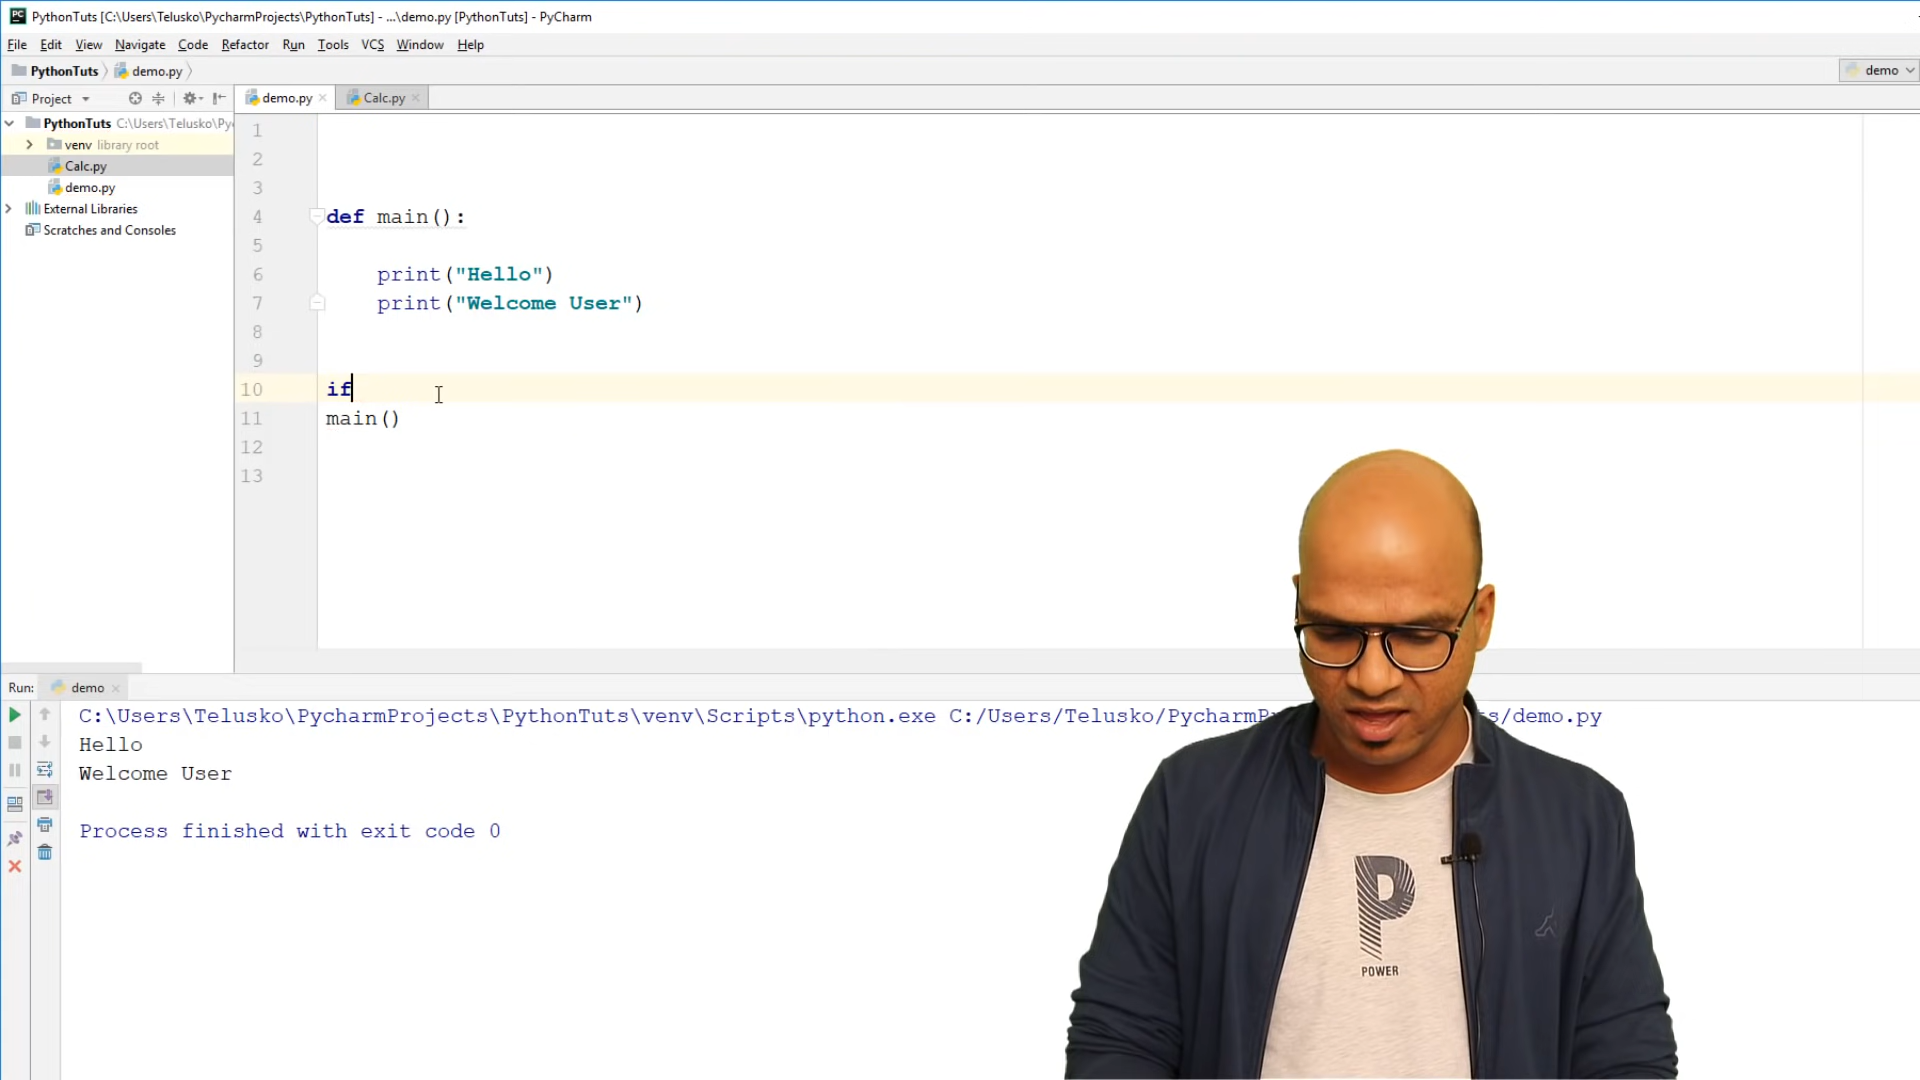 PythonTuts [C:\Users\Telusko\PycharmProjects\PythonTuts] - ...\demo.py [PythonTuts] - PyCharm
File Edit View Navigate Code Refactor Run Tools VCS Window Help
PythonTuts demo.py demo
Project demo.py Calc.py
PythonTuts C:\Users\Telusko\Py
venv library root
Calc.py
demo.py
External Libraries
Scratches and Consoles
1
2
3
4 def main():
5
6 print("Hello")
7 print("Welcome User")
8
9
10 if
11 main()
12
13
Run: demo
C:\Users\Telusko\PycharmProjects\PythonTuts\venv\Scripts\python.exe C:/Users/Telusko/PycharmP s/demo.py
Hello
Welcome User
Process finished with exit code 0
P
POWER